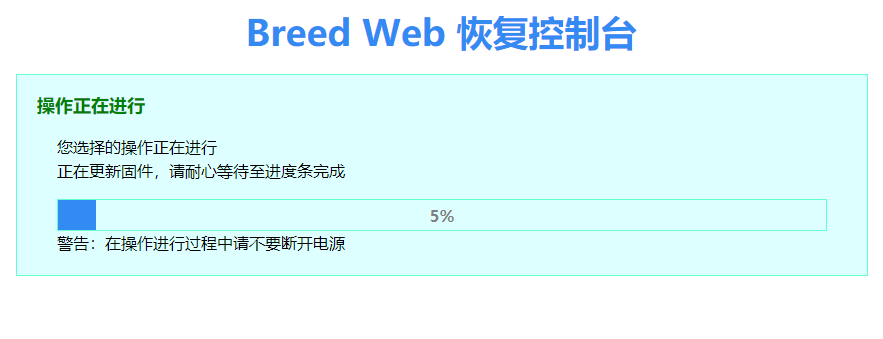 Breed Web 恢复控制台
操作正在进行
您选择的操作正在进行
正在更新固件，请耐心等待至进度条完成
5%
警告：在操作进行过程中请不要断开电源